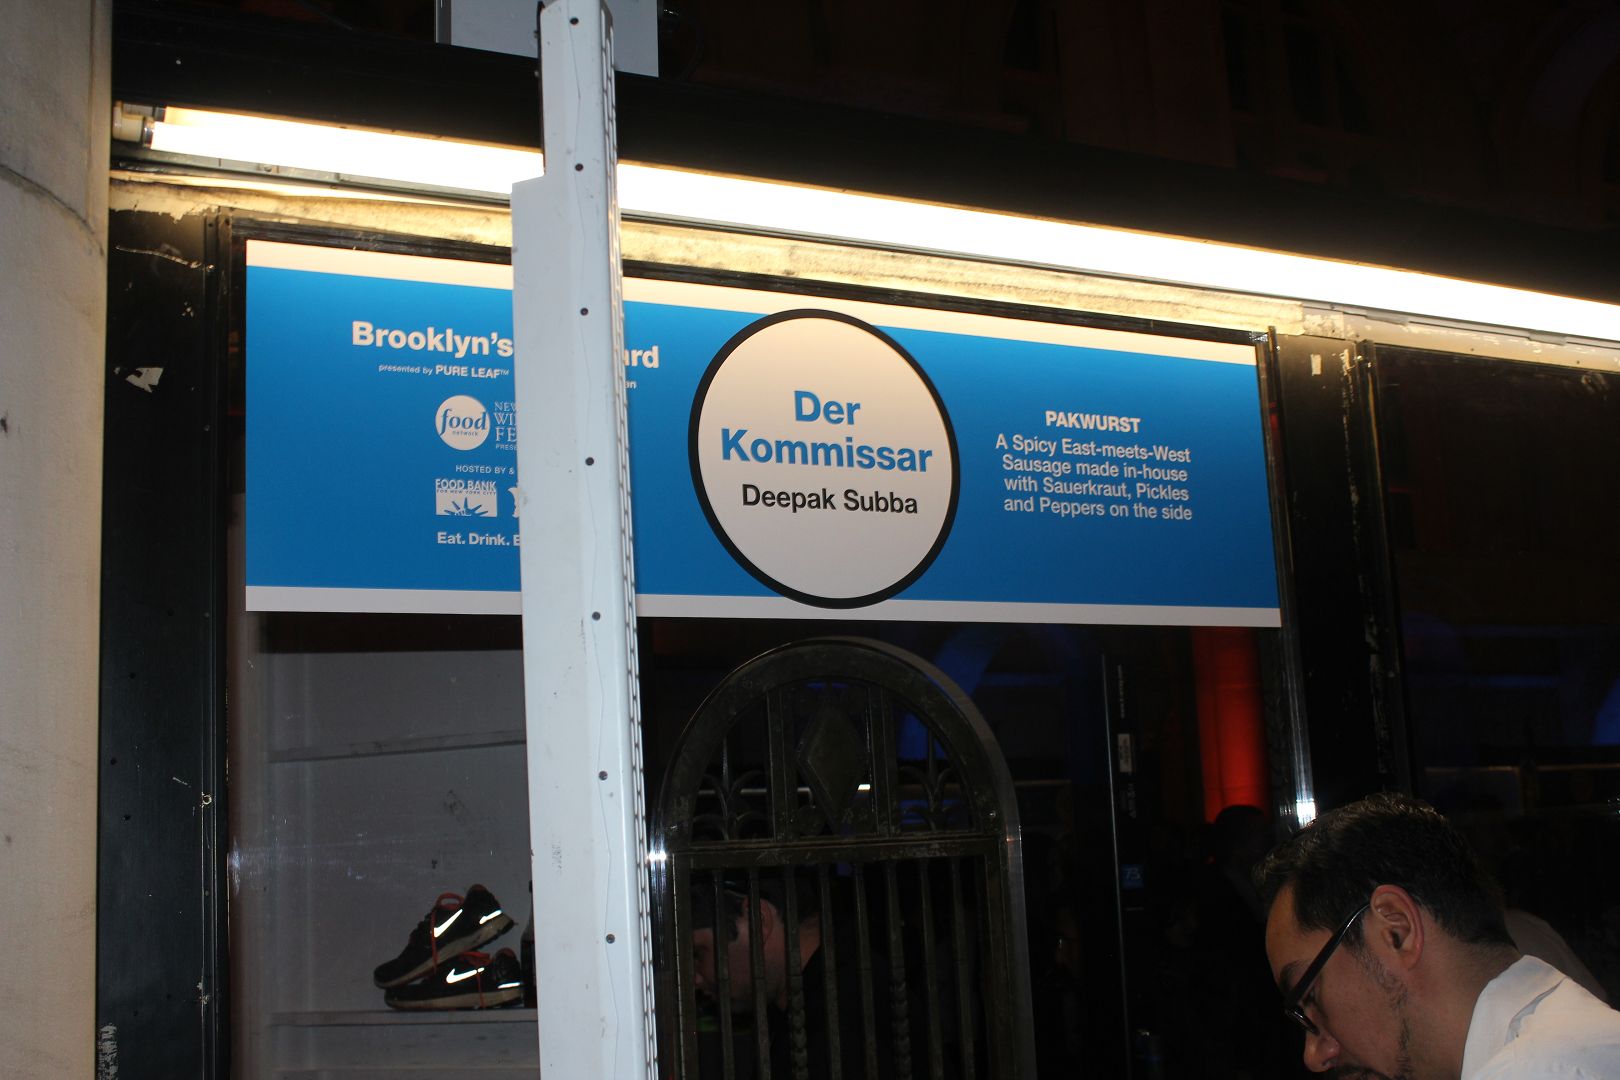 Brooklyn's
presented by PURE LEAF™
food
network
HOSTED BY &
FOOD BANK
FOR NEW YORK CITY
Eat. Drink.
Der
Kommissar
Deepak Subba
PAKWURST
A Spicy East-meets-West
Sausage made in-house
with Sauerkraut, Pickles
and Peppers on the side